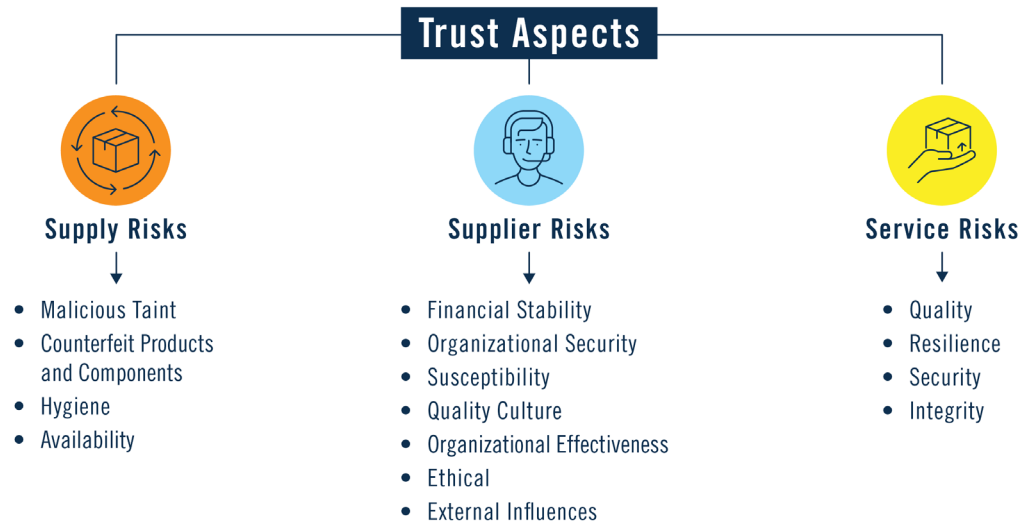 Trust Aspects
Supply Risks
• Malicious Taint
• Counterfeit Products
and Components
• Hygiene
• Availability
Supplier Risks
• Financial Stability
• Organizational Security
• Susceptibility
• Quality Culture
• Organizational Effectiveness
• Ethical
• External Influences
Service Risks
• Quality
• Resilience
• Security
• Integrity